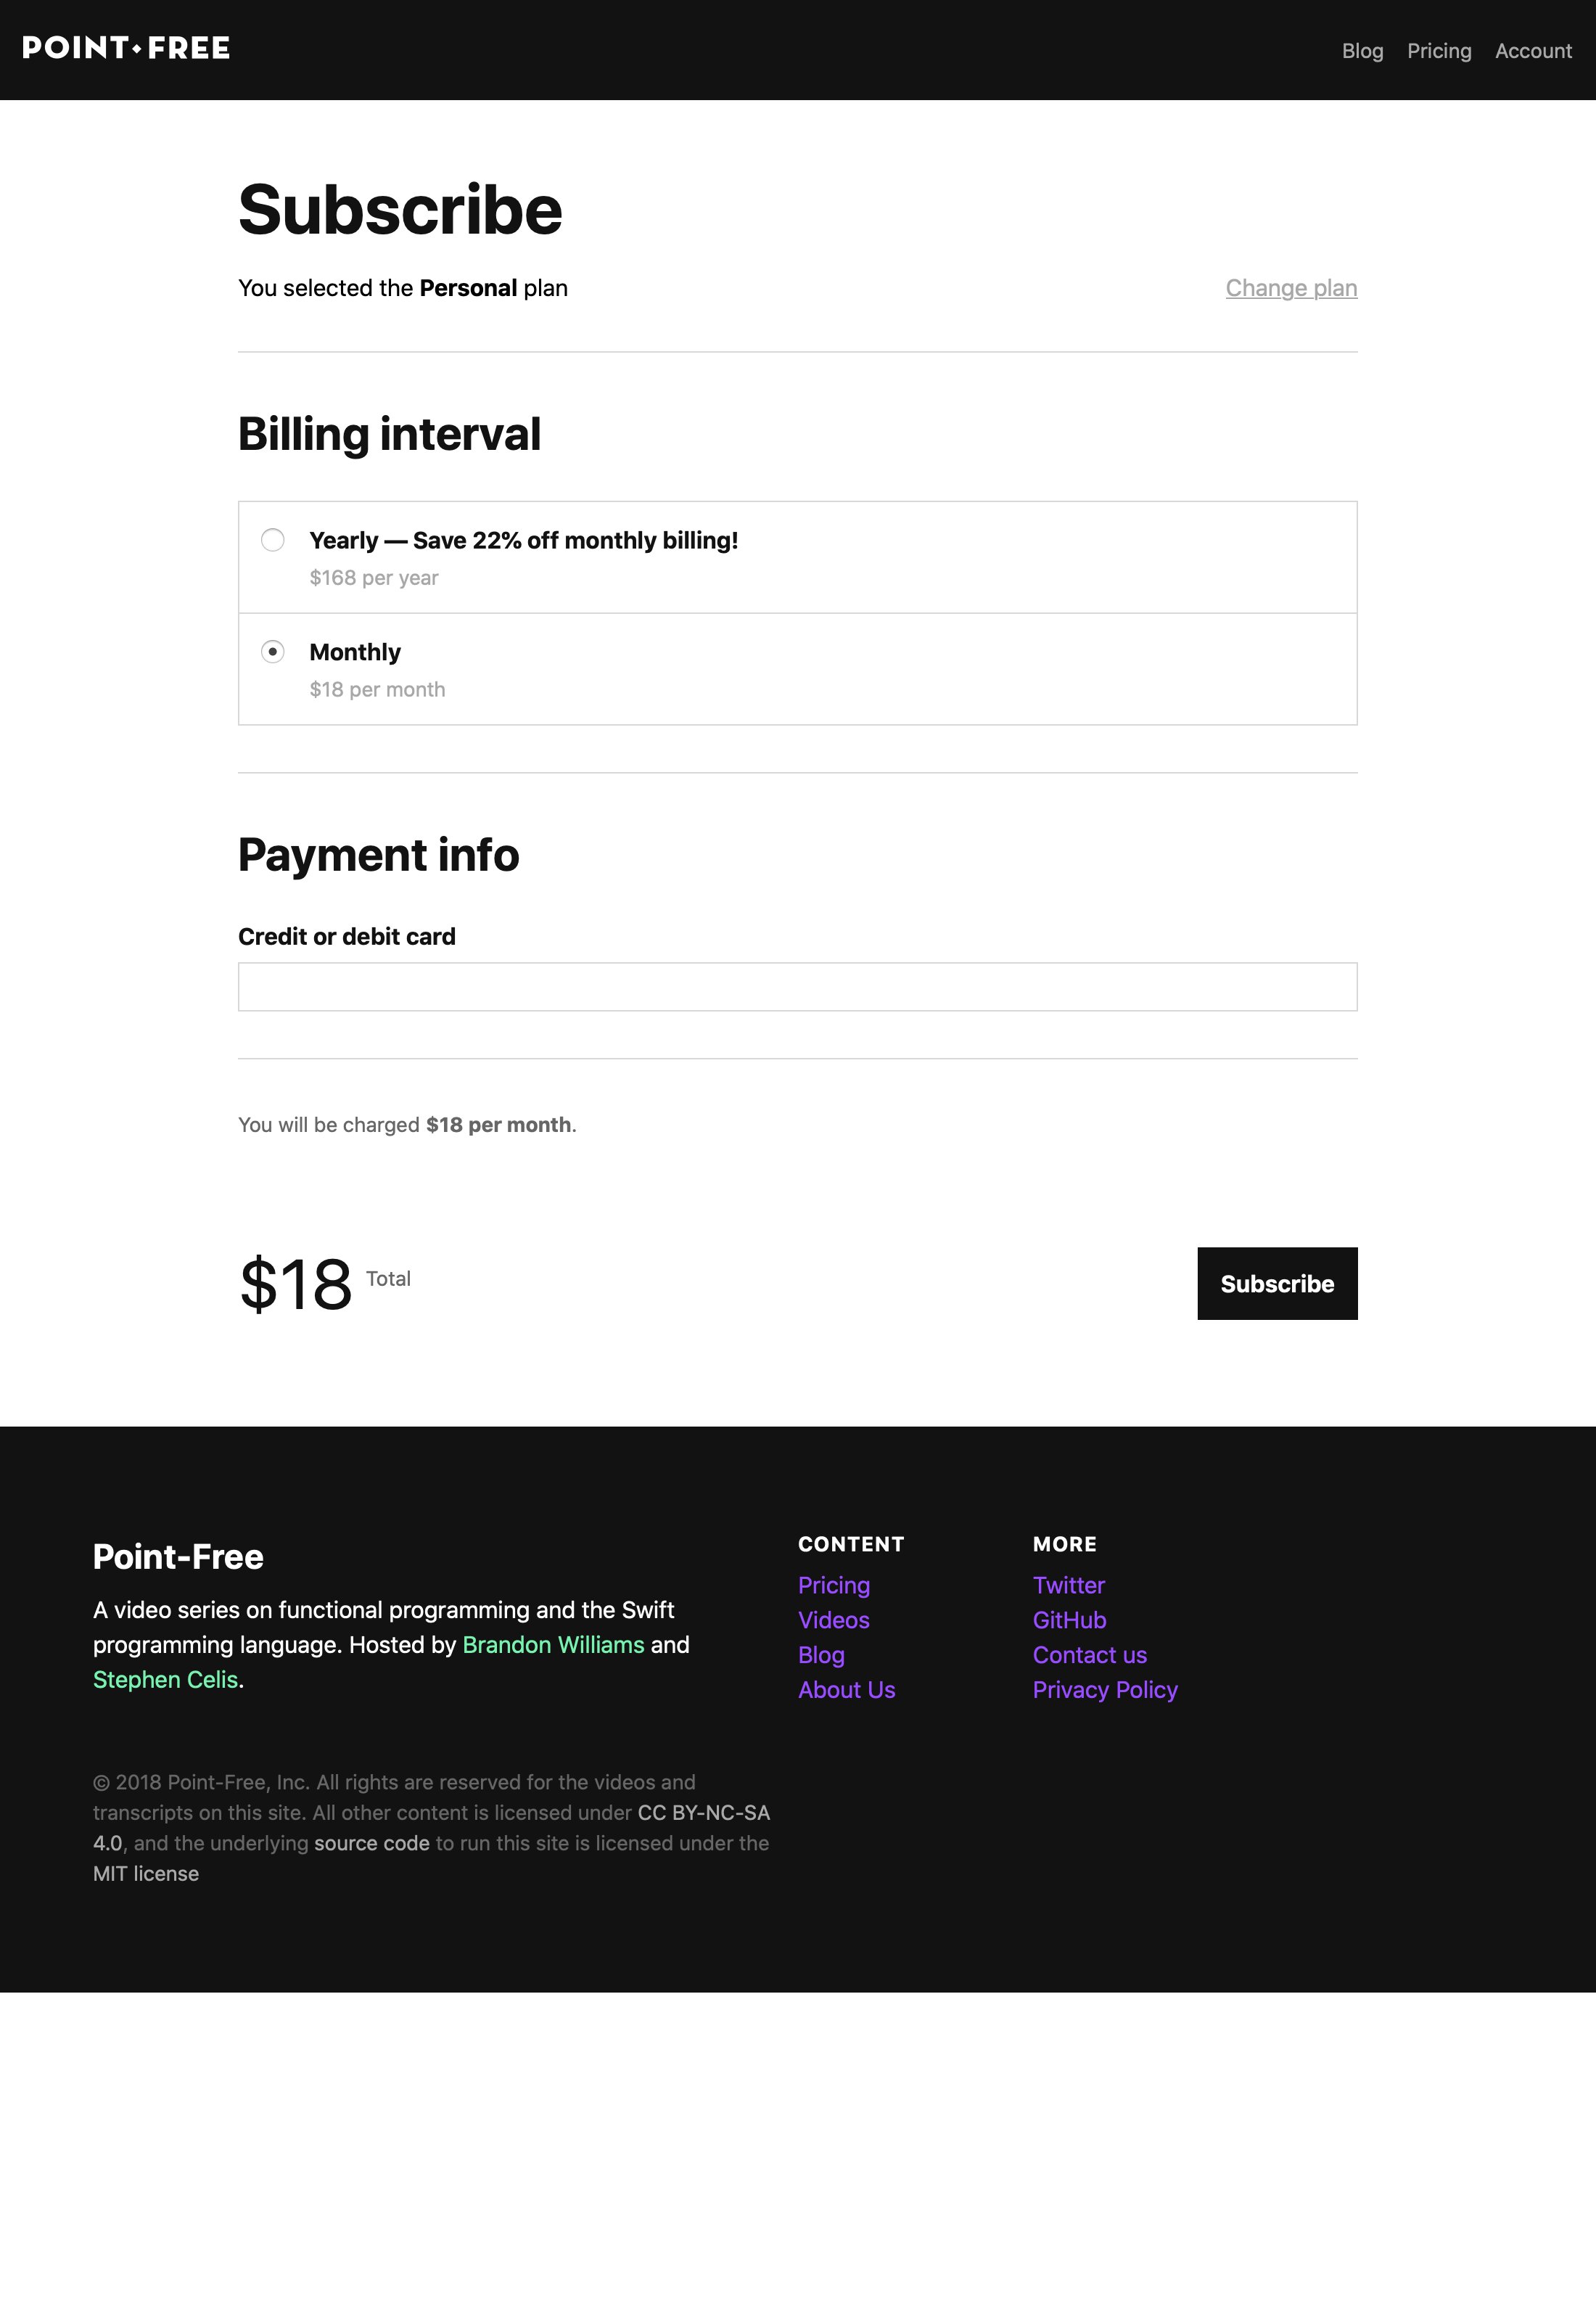 POINT⬥FREE
Blog Pricing Account
Subscribe
You selected the Personal plan
Change plan
Billing interval
Yearly — Save 22% off monthly billing!
$168 per year
Monthly
$18 per month
Payment info
Credit or debit card
You will be charged $18 per month.
$18 Total
Subscribe
Point-Free
A video series on functional programming and the Swift
programming language. Hosted by Brandon Williams and
Stephen Celis.
CONTENT
Pricing
Videos
Blog
About Us
MORE
Twitter
GitHub
Contact us
Privacy Policy
© 2018 Point-Free, Inc. All rights are reserved for the videos and
transcripts on this site. All other content is licensed under CC BY-NC-SA
4.0, and the underlying source code to run this site is licensed under the
MIT license